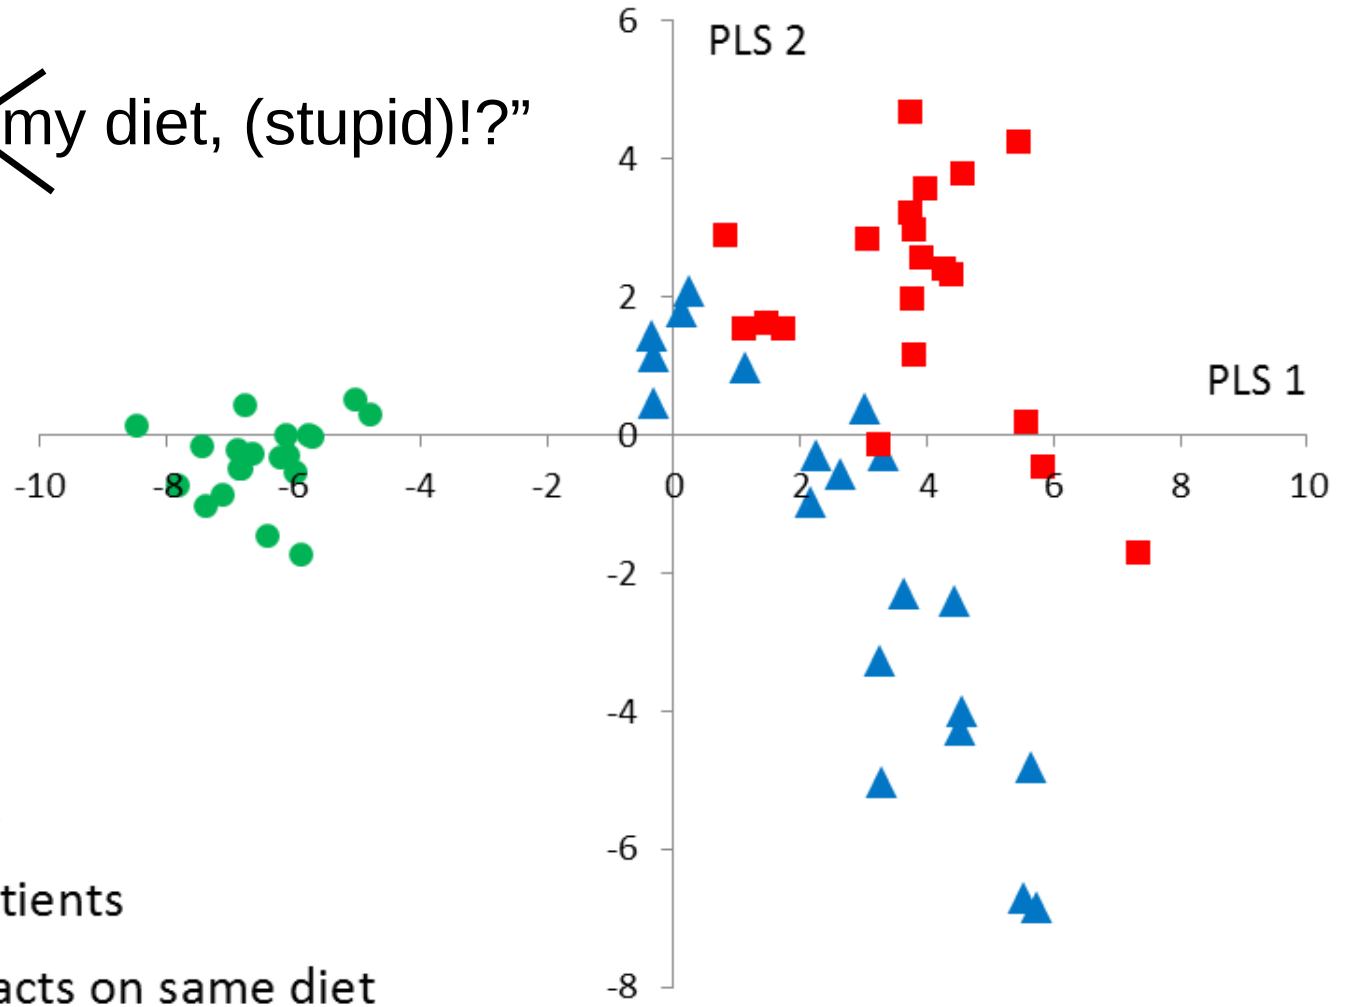 6
PLS 2
my diet, (stupid)!?”
4
2
PLS 1
0
-10 -8 -6 -4 -2 0 2 4 6 8 10
-2
-4
-6
tients
acts on same diet
-8